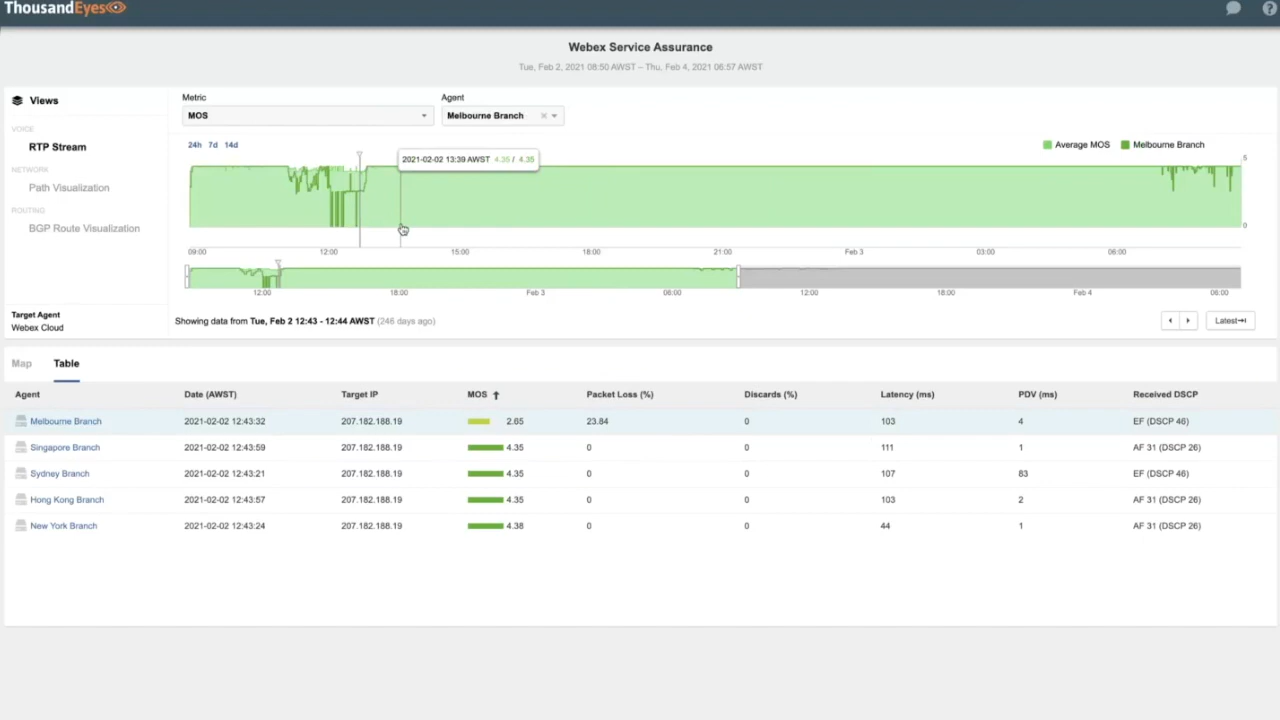 ThousandEyes
Webex Service Assurance
Tue, Feb 2, 2021 08:50 AWST – Thu, Feb 4, 2021 06:57 AWST
Views
VOICE
RTP Stream
NETWORK
Path Visualization
ROUTING
BGP Route Visualization
Target Agent
Webex Cloud
Metric Agent
MOS Melbourne Branch
24h 7d 14d
2021-02-02 13:39 AWST 4.35 / 4.35
Average MOS Melbourne Branch
5
0
09:00 12:00 15:00 18:00 21:00 Feb 3 03:00 06:00
12:00 18:00 Feb 3 06:00 12:00 18:00 Feb 4 06:00
Showing data from Tue, Feb 2 12:43 - 12:44 AWST (246 days ago)
Latest
Map Table
Agent Date (AWST) Target IP MOS Packet Loss (%) Discards (%) Latency (ms) PDV (ms) Received DSCP
Melbourne Branch 2021-02-02 12:43:32 207.182.188.19 2.65 23.84 0 103 4 EF (DSCP 46)
Singapore Branch 2021-02-02 12:43:59 207.182.188.19 4.35 0 0 111 1 AF 31 (DSCP 26)
Sydney Branch 2021-02-02 12:43:21 207.182.188.19 4.35 0 0 107 83 EF (DSCP 46)
Hong Kong Branch 2021-02-02 12:43:57 207.182.188.19 4.35 0 0 103 2 AF 31 (DSCP 26)
New York Branch 2021-02-02 12:43:24 207.182.188.19 4.38 0 0 44 1 AF 31 (DSCP 26)